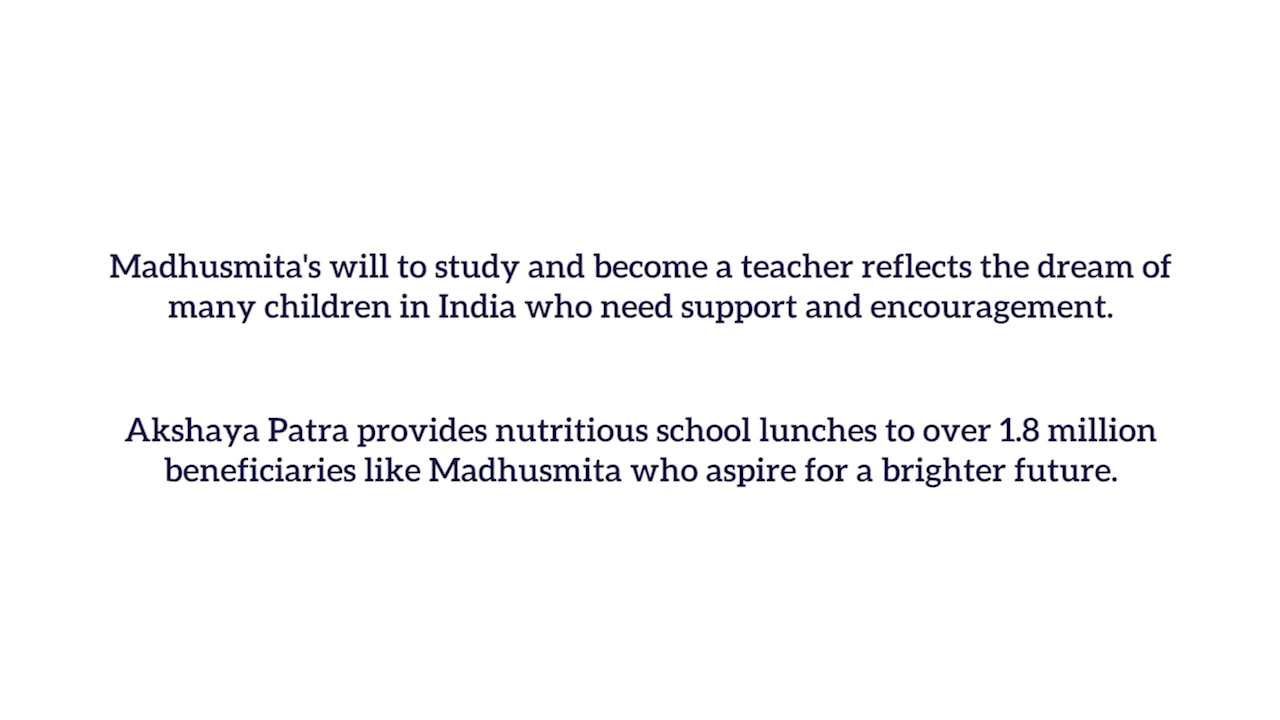 Madhusmita's will to study and become a teacher reflects the dream of
many children in India who need support and encouragement.
Akshaya Patra provides nutritious school lunches to over 1.8 million
beneficiaries like Madhusmita who aspire for a brighter future.